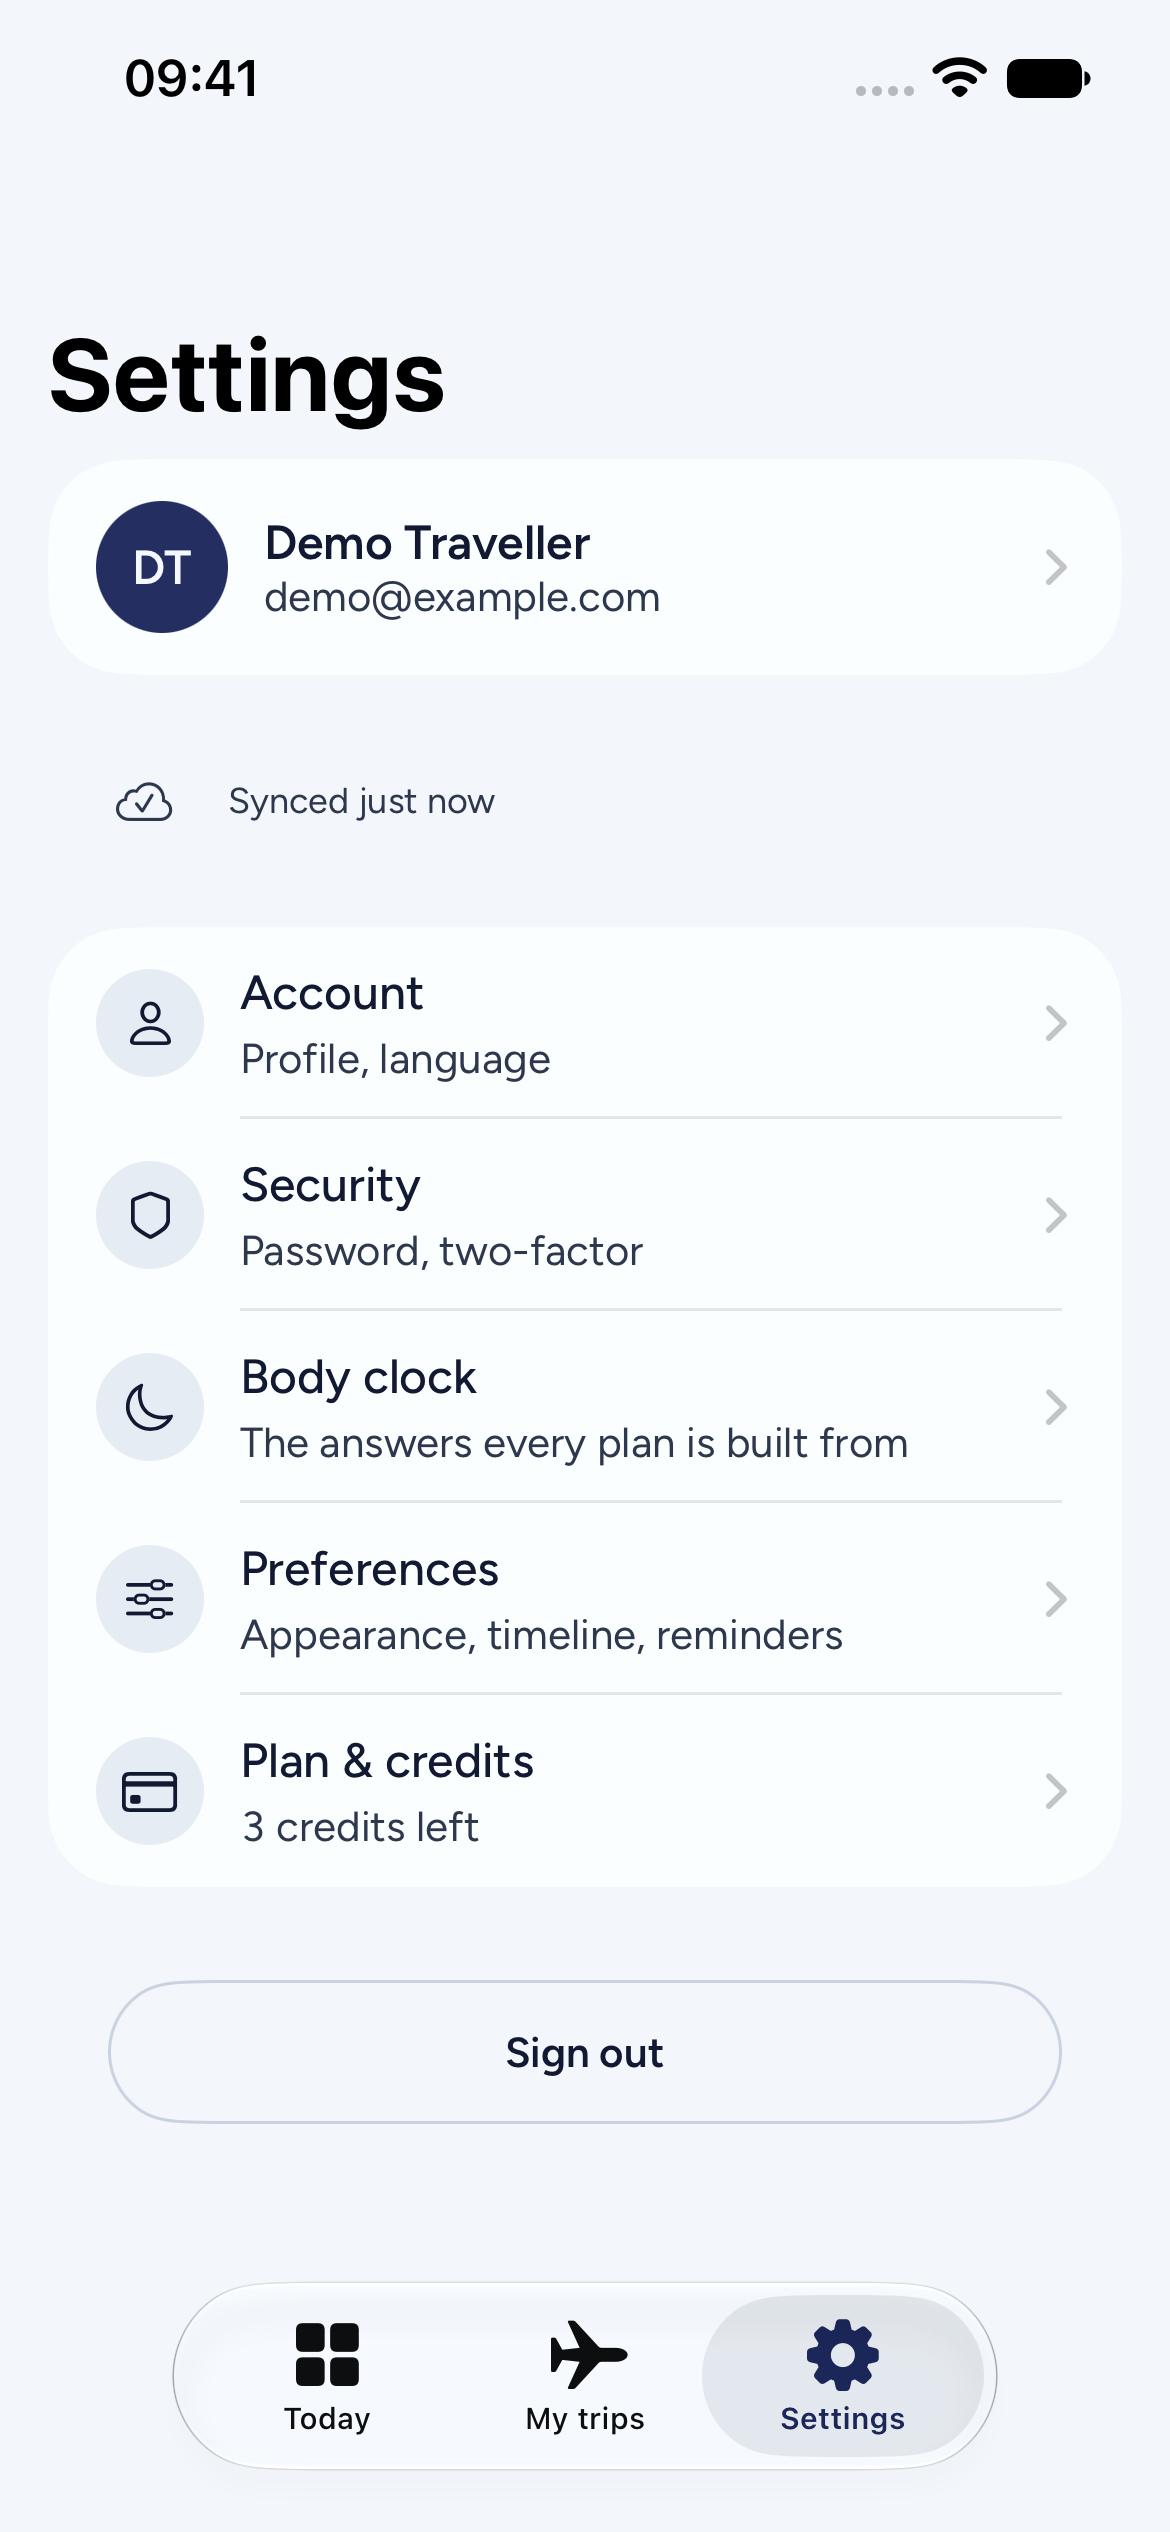 09:41
Settings
DT
Demo Traveller
demo@example.com
Synced just now
Account
Profile, language
Security
Password, two-factor
Body clock
The answers every plan is built from
Preferences
Appearance, timeline, reminders
Plan & credits
3 credits left
Sign out
Today
My trips
Settings